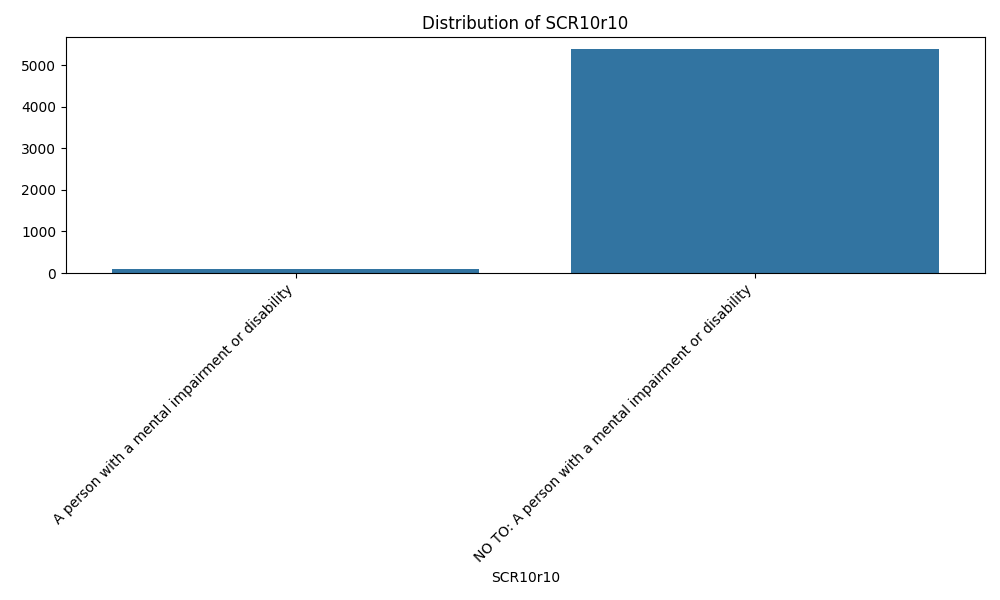 Distribution of SCR10r10
5000
4000
3000
2000
1000
0
A person with a mental impairment or disability
NO TO: A person with a mental impairment or disability
SCR10r10